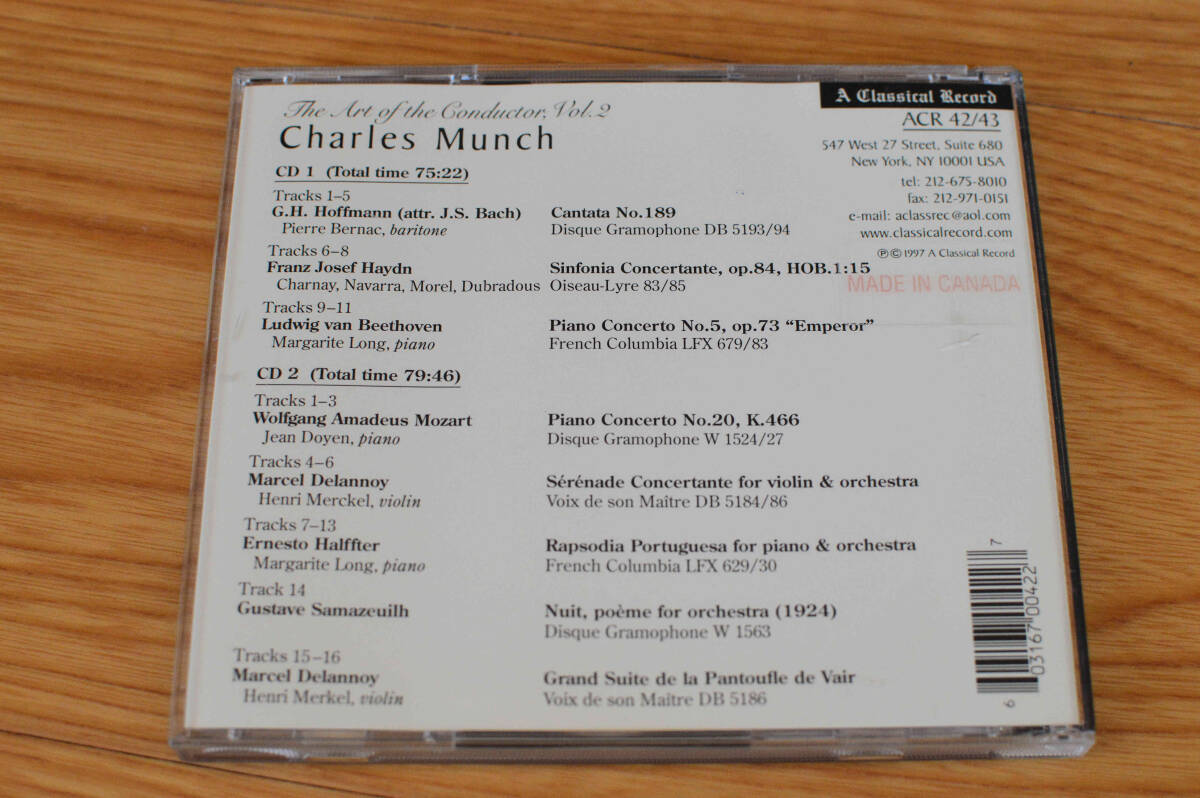 The Art of the Conductor, Vol.2
Charles Munch
A Classical Record
ACR 42/43
547 West 27 Street, Suite 680
New York, NY 10001 USA
tel: 212-675-8010
fax: 212-971-0151
e-mail: aclassrec@aol.com
www.classicalrecord.com
℗©1997 A Classical Record
MADE IN CANADA
CD 1 (Total time 75:22)
Tracks 1–5
G.H. Hoffmann (attr. J.S. Bach) Cantata No.189
Pierre Bernac, baritone Disque Gramophone DB 5193/94
Tracks 6–8
Franz Josef Haydn Sinfonia Concertante, op.84, HOB.1:15
Charnay, Navarra, Morel, Dubradous Oiseau-Lyre 83/85
Tracks 9–11
Ludwig van Beethoven Piano Concerto No.5, op.73 “Emperor”
Margarite Long, piano French Columbia LFX 679/83
CD 2 (Total time 79:46)
Tracks 1–3
Wolfgang Amadeus Mozart Piano Concerto No.20, K.466
Jean Doyen, piano Disque Gramophone W 1524/27
Tracks 4–6
Marcel Delannoy Sérénade Concertante for violin & orchestra
Henri Merckel, violin Voix de son Maître DB 5184/86
Tracks 7–13
Ernesto Halffter Rapsodia Portuguesa for piano & orchestra
Margarite Long, piano French Columbia LFX 629/30
Track 14
Gustave Samazeuilh Nuit, poème for orchestra (1924)
Disque Gramophone W 1563
Tracks 15–16
Marcel Delannoy Grand Suite de la Pantoufle de Vair
Henri Merkel, violin Voix de son Maître DB 5186
6 03167 00422 7